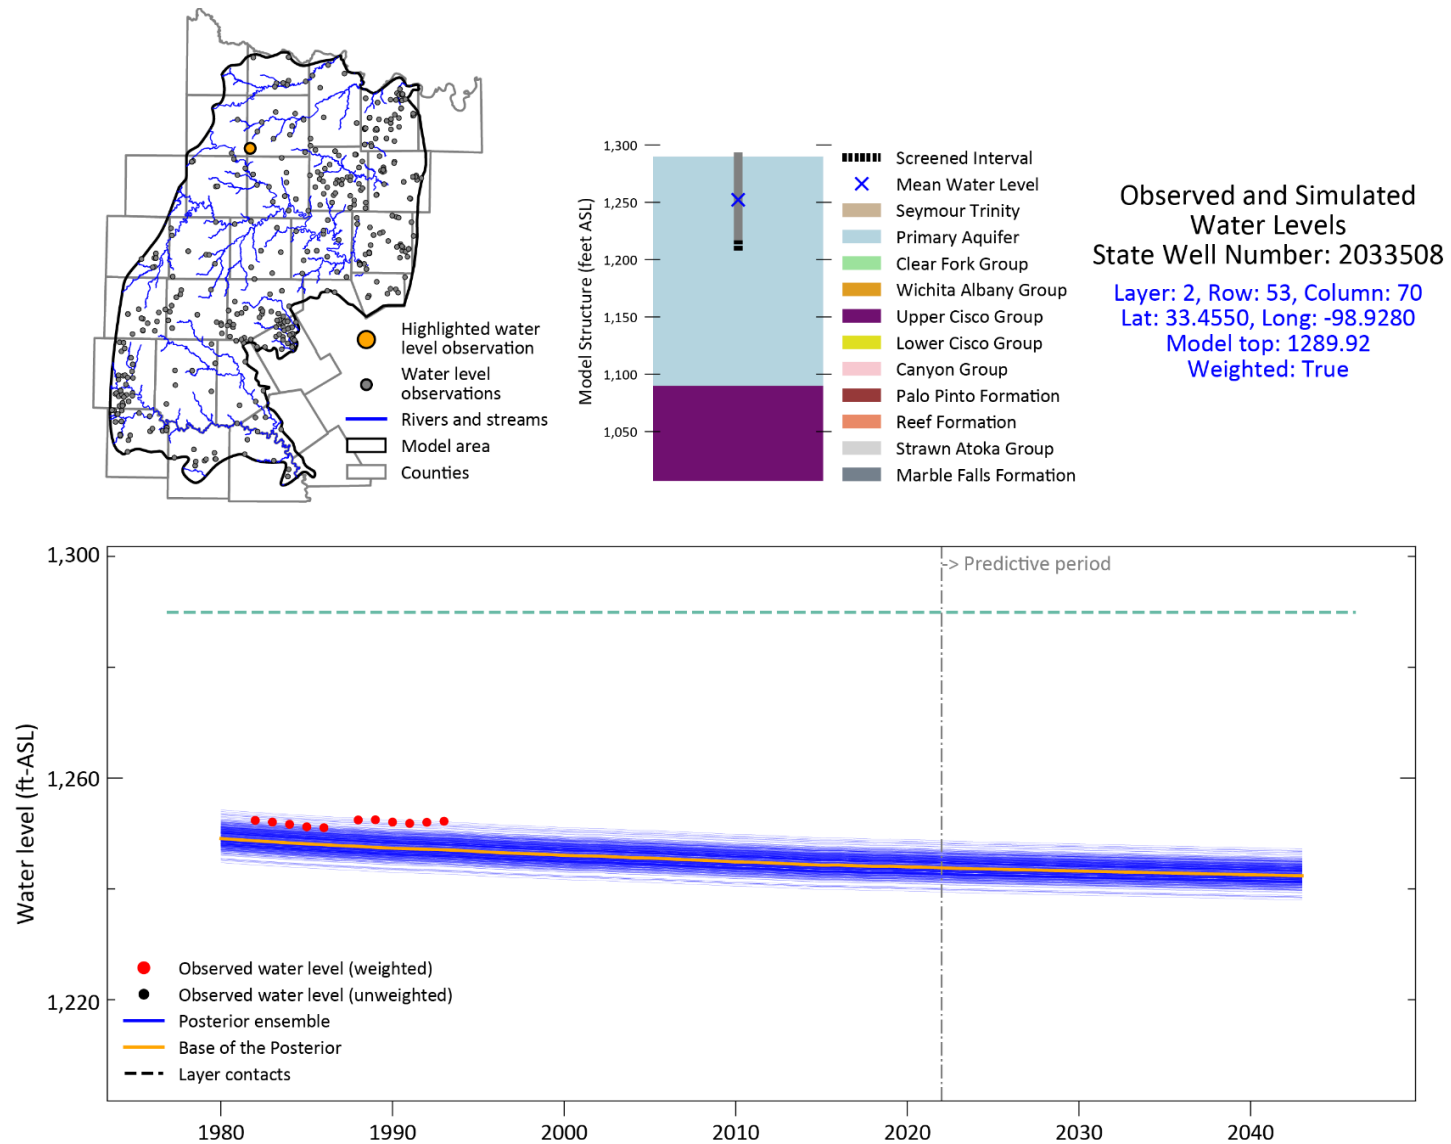 Highlighted water
level observation
Water level
observations
Rivers and streams
Model area
Counties
Model Structure (feet ASL)
1,300
1,250
1,200
1,150
1,100
1,050
Screened Interval
Mean Water Level
Seymour Trinity
Primary Aquifer
Clear Fork Group
Wichita Albany Group
Upper Cisco Group
Lower Cisco Group
Canyon Group
Palo Pinto Formation
Reef Formation
Strawn Atoka Group
Marble Falls Formation
Observed and Simulated
Water Levels
State Well Number: 2033508
Layer: 2, Row: 53, Column: 70
Lat: 33.4550, Long: -98.9280
Model top: 1289.92
Weighted: True
Water level (ft-ASL)
1,300
1,260
1,220
-> Predictive period
Observed water level (weighted)
Observed water level (unweighted)
Posterior ensemble
Base of the Posterior
Layer contacts
1980
1990
2000
2010
2020
2030
2040